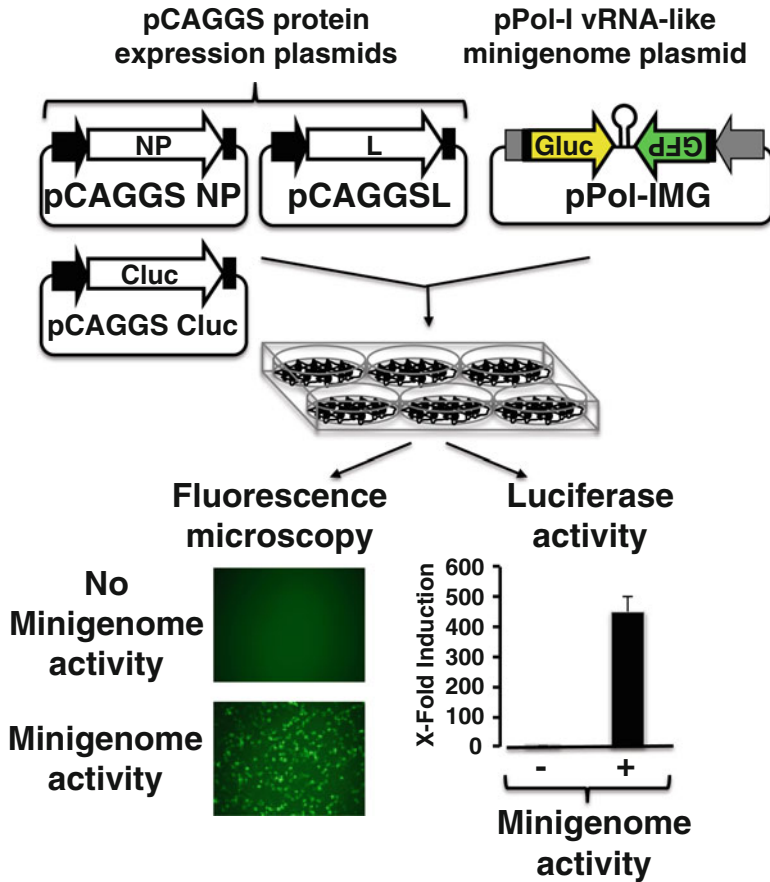 pCAGGS protein
expression plasmids
pPol-I vRNA-like
minigenome plasmid
NP
pCAGGS NP
L
pCAGGSL
Gluc
GFP
pPol-IMG
Cluc
pCAGGS Cluc
Fluorescence
microscopy
Luciferase
activity
No
Minigenome
activity
Minigenome
activity
X-Fold Induction
600
500
400
300
200
100
0
-
+
Minigenome
activity